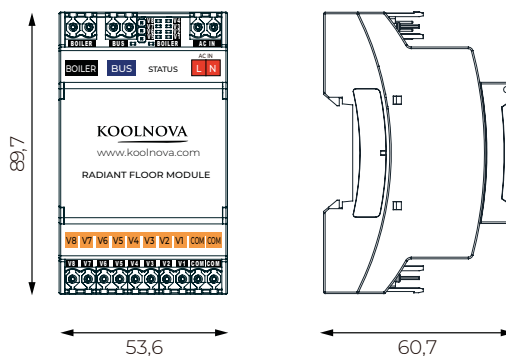 BOILER BUS V8 V4 BOILER AC IN
AC IN
BOILER BUS STATUS L N
KOOLNOVA
www.koolnova.com
RADIANT FLOOR MODULE
V8 V7 V6 V5 V4 V3 V2 V1 COM COM
V8 V7 V6 V5 V4 V3 V2 V1 COM COM
89,7
53,6
60,7